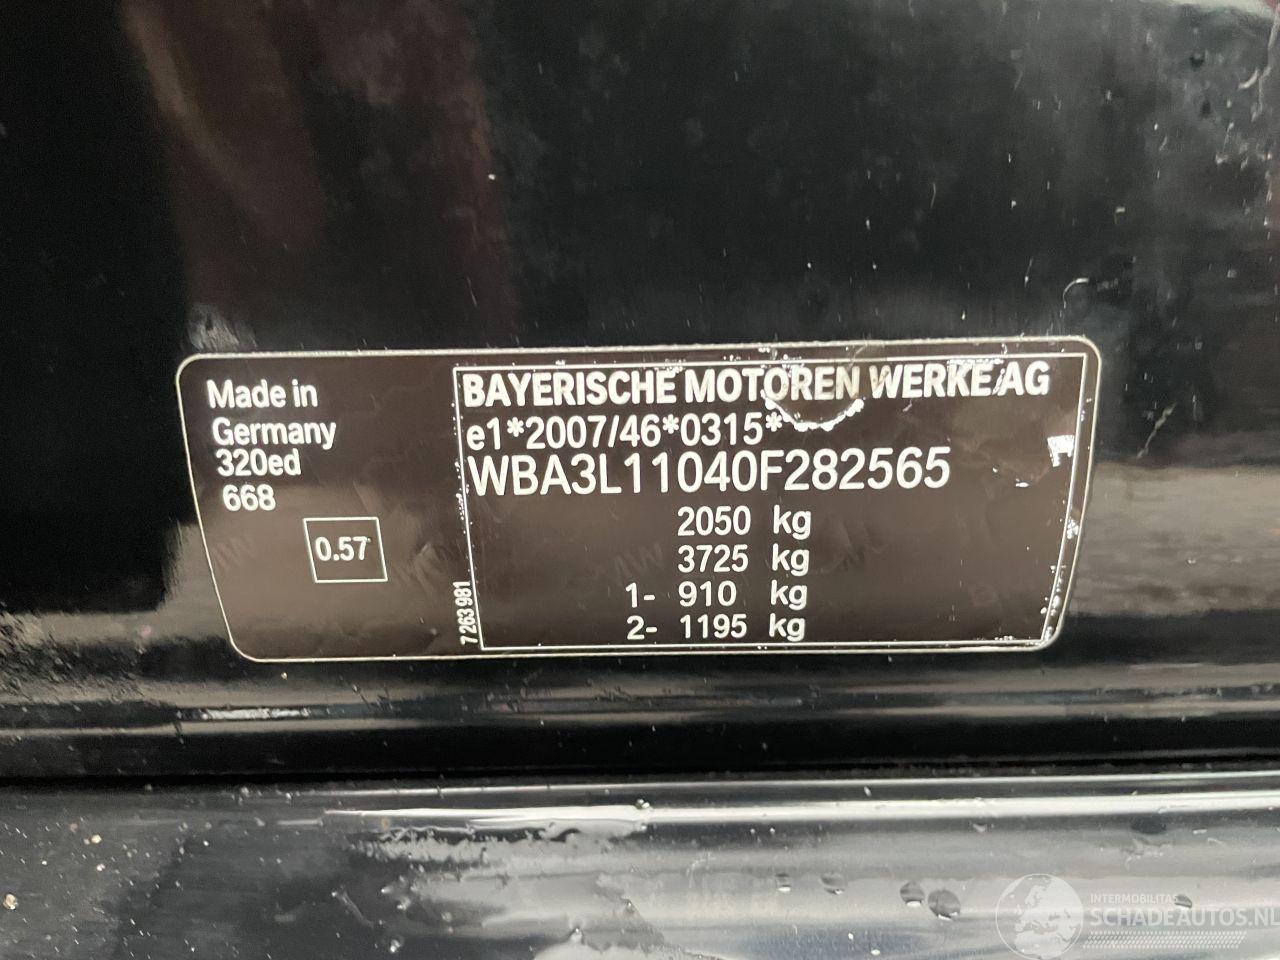 Made in
Germany
320ed
668
0.57
7 263 981
BAYERISCHE MOTOREN WERKE AG
e1*2007/46*0315*
WBA3L11040F282565
2050 kg
3725 kg
1- 910 kg
2- 1195 kg
INTERMOBILITAS
SCHADEAUTOS.NL